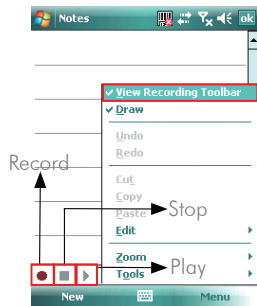 Notes
ok
View Recording Toolbar
Draw
Undo
Redo
Record
Cut
Copy
Paste
Stop
Edit
Zoom
Play
Tools
New
Menu